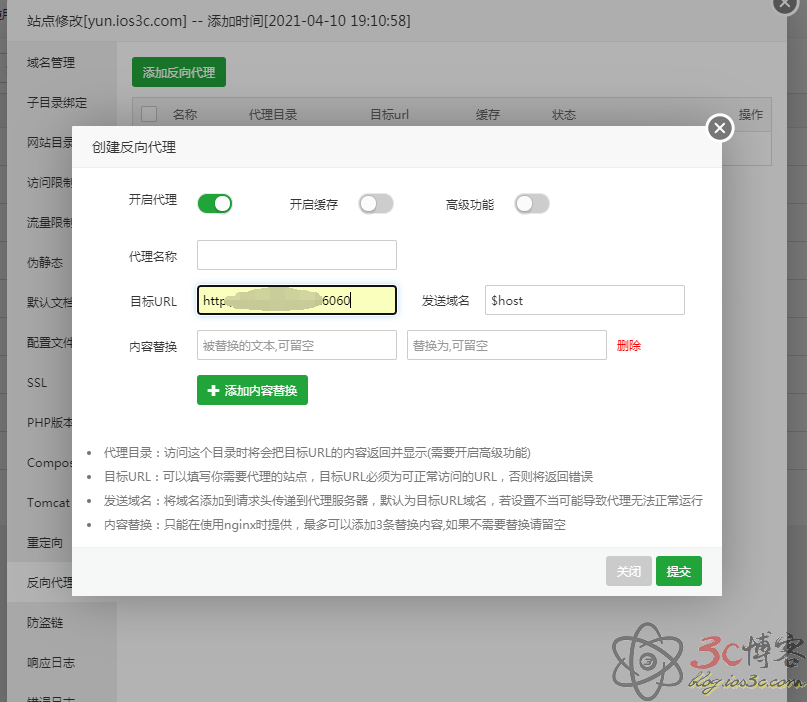 站点修改[yun.ios3c.com] -- 添加时间[2021-04-10 19:10:58]
域名管理
子目录绑定
网站目录
访问限制
流量限制
伪静态
默认文档
配置文件
SSL
PHP版本
Compos
Tomcat
重定向
反向代理
防盗链
响应日志
错误日志
添加反向代理
名称 代理目录 目标url 缓存 状态 操作
创建反向代理
开启代理 开启缓存 高级功能
代理名称
目标URL http 6060 发送域名 $host
内容替换 被替换的文本,可留空 替换为,可留空 删除
添加内容替换
代理目录：访问这个目录时将会把目标URL的内容返回并显示(需要开启高级功能)
目标URL：可以填写你需要代理的站点，目标URL必须为可正常访问的URL，否则将返回错误
发送域名：将域名添加到请求头传递到代理服务器，默认为目标URL域名，若设置不当可能导致代理无法正常运行
内容替换：只能在使用nginx时提供，最多可以添加3条替换内容,如果不需要替换请留空
关闭 提交
3c博客
blog.ios3c.com